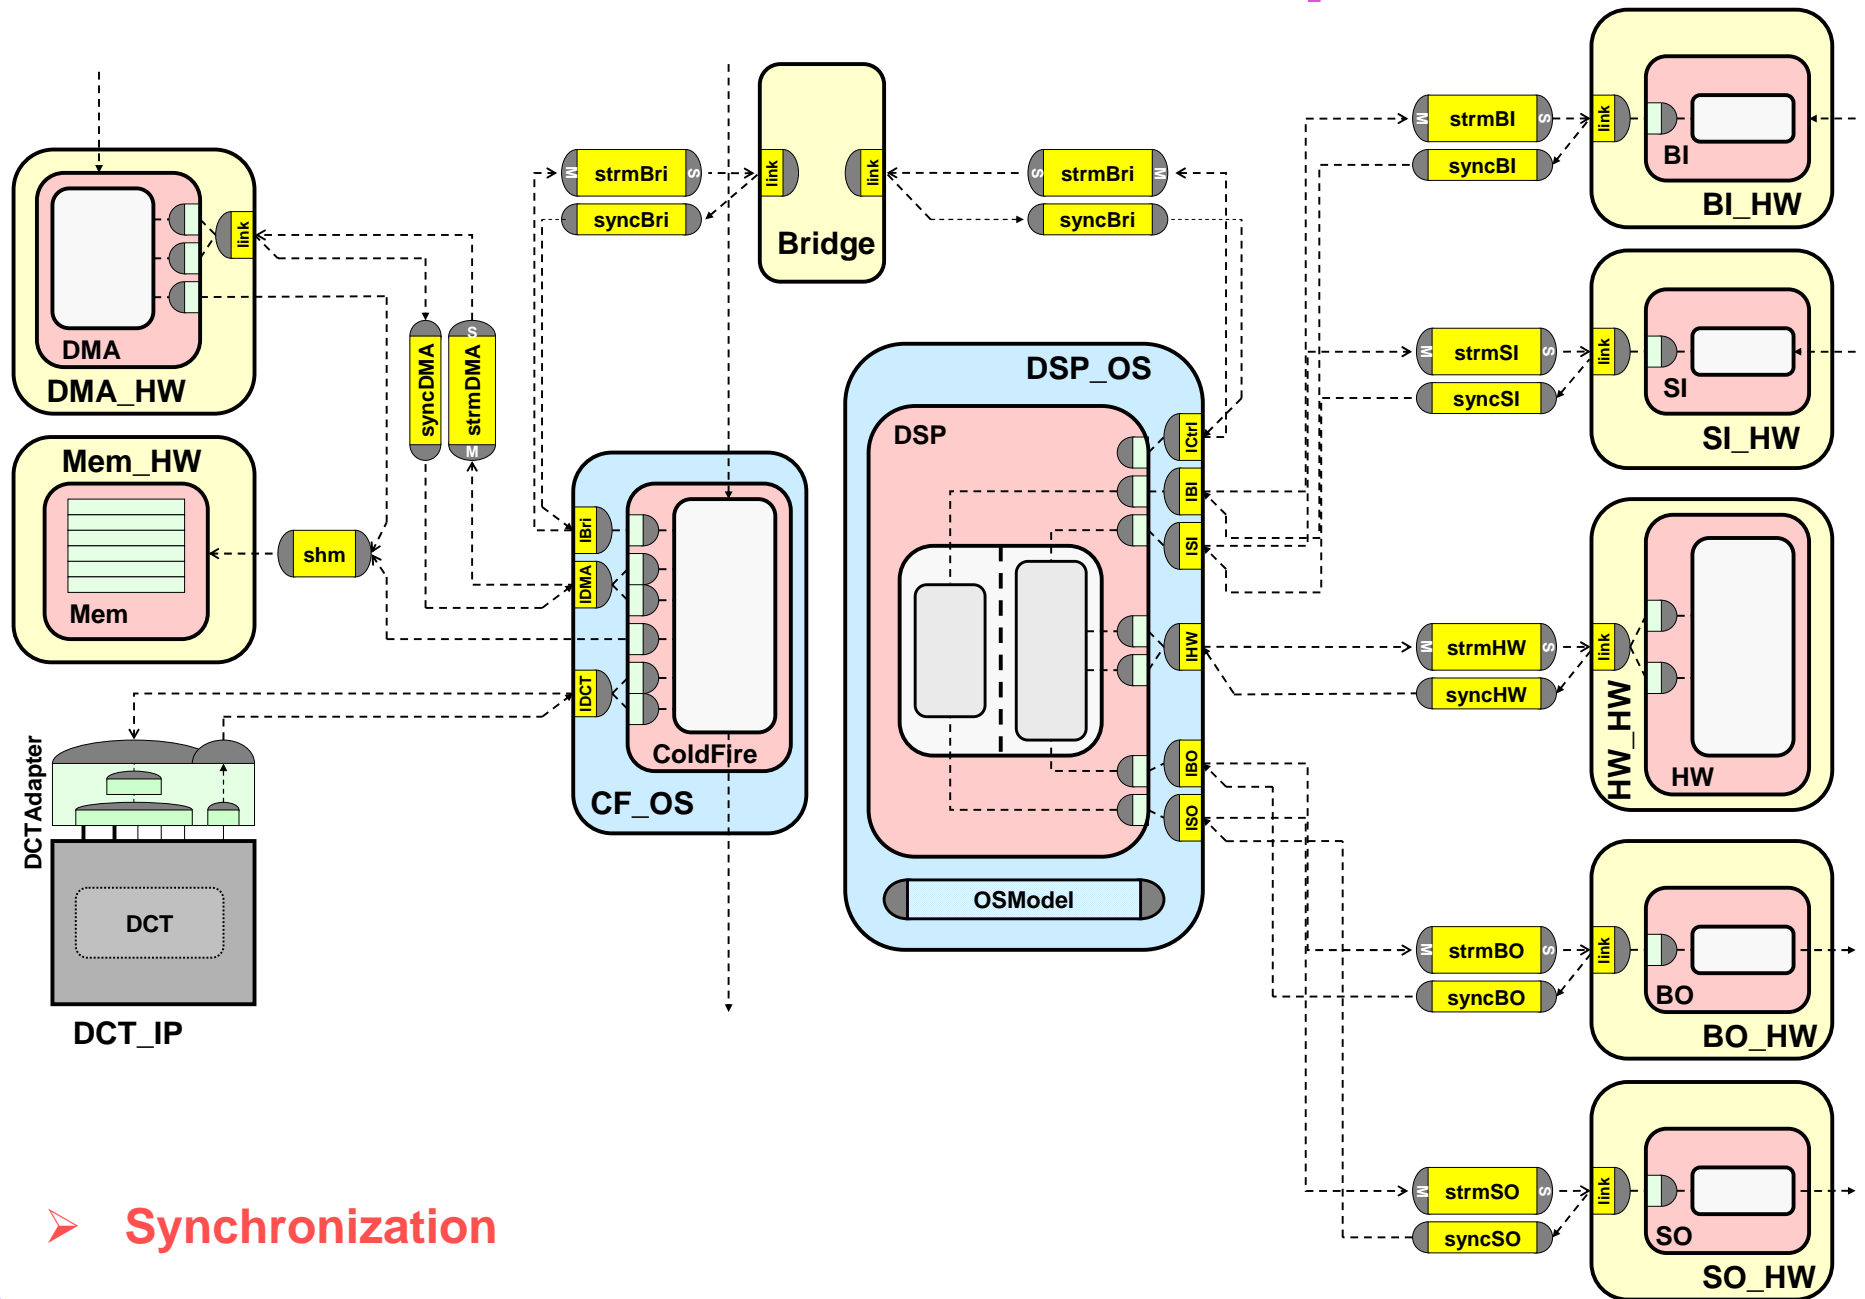 M
strmBI
S
link
syncBI
BI
BI_HW
M
strmBri
S
link
link
S
strmBri
M
syncBri
syncBri
Bridge
link
DMA
DMA_HW
syncDMA
S
strmDMA
M
M
strmSI
S
link
syncSI
SI
SI_HW
DSP_OS
DSP
ICtrl
IBI
ISI
IHW
IBO
ISO
OSModel
Mem_HW
Mem
shm
IBri
IDMA
IDCT
ColdFire
CF_OS
M
strmHW
S
link
syncHW
HW
HW_HW
DCTAdapter
DCT
DCT_IP
M
strmBO
S
link
syncBO
BO
BO_HW
M
strmSO
S
link
syncSO
SO
SO_HW
➢ Synchronization